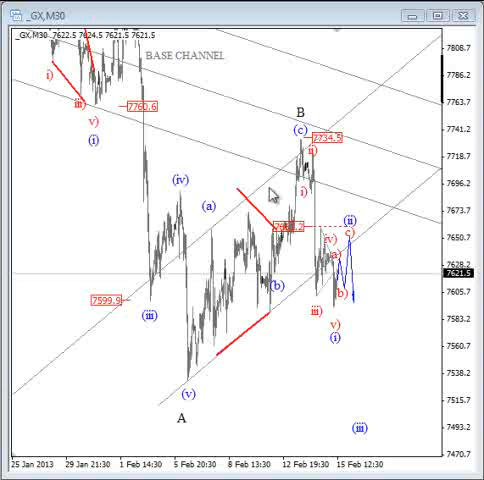 _GX,M30
_GX,M30 7622.5 7624.5 7621.5 7621.5
BASE CHANNEL
7808.7
7786.2
7763.7
7741.2
7718.7
7696.2
7673.7
7650.7
7628.2
7621.5
7605.7
7583.2
7560.7
7538.2
7515.7
7493.2
7470.7
i)
iii)
v)
(i)
7760.6
B
(c)
7734.5
ii)
i)
(iv)
(a)
(ii)
c)
iv)
a)
(b)
b)
7599.9
(iii)
iii)
v)
(i)
(v)
A
(iii)
25 Jan 2013 29 Jan 21:30 1 Feb 14:30 5 Feb 20:30 8 Feb 13:30 12 Feb 19:30 15 Feb 12:30